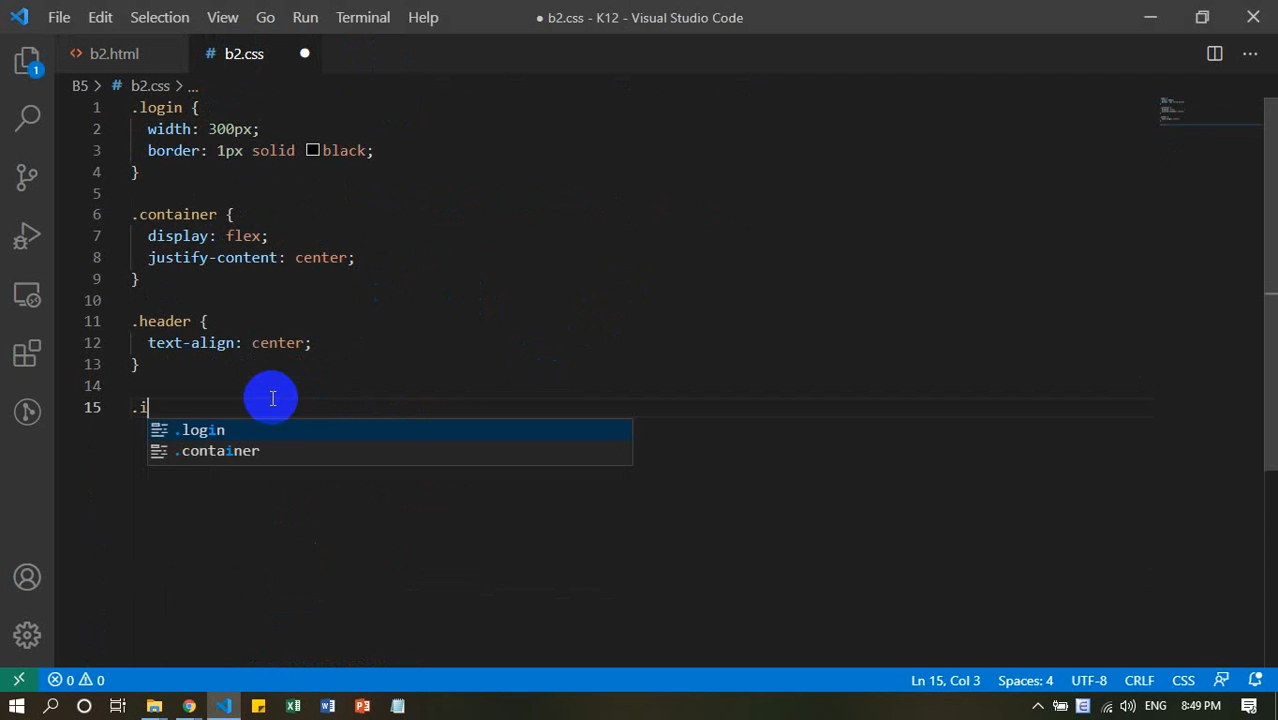 File Edit Selection View Go Run Terminal Help ● b2.css - K12 - Visual Studio Code
<> b2.html # b2.css ●
B5 > # b2.css > ...
1 .login {
2 width: 300px;
3 border: 1px solid black;
4 }
5
6 .container {
7 display: flex;
8 justify-content: center;
9 }
10
11 .header {
12 text-align: center;
13 }
14
15 .i
.login
.container
1
0 0 Ln 15, Col 3 Spaces: 4 UTF-8 CRLF CSS
ENG 8:49 PM